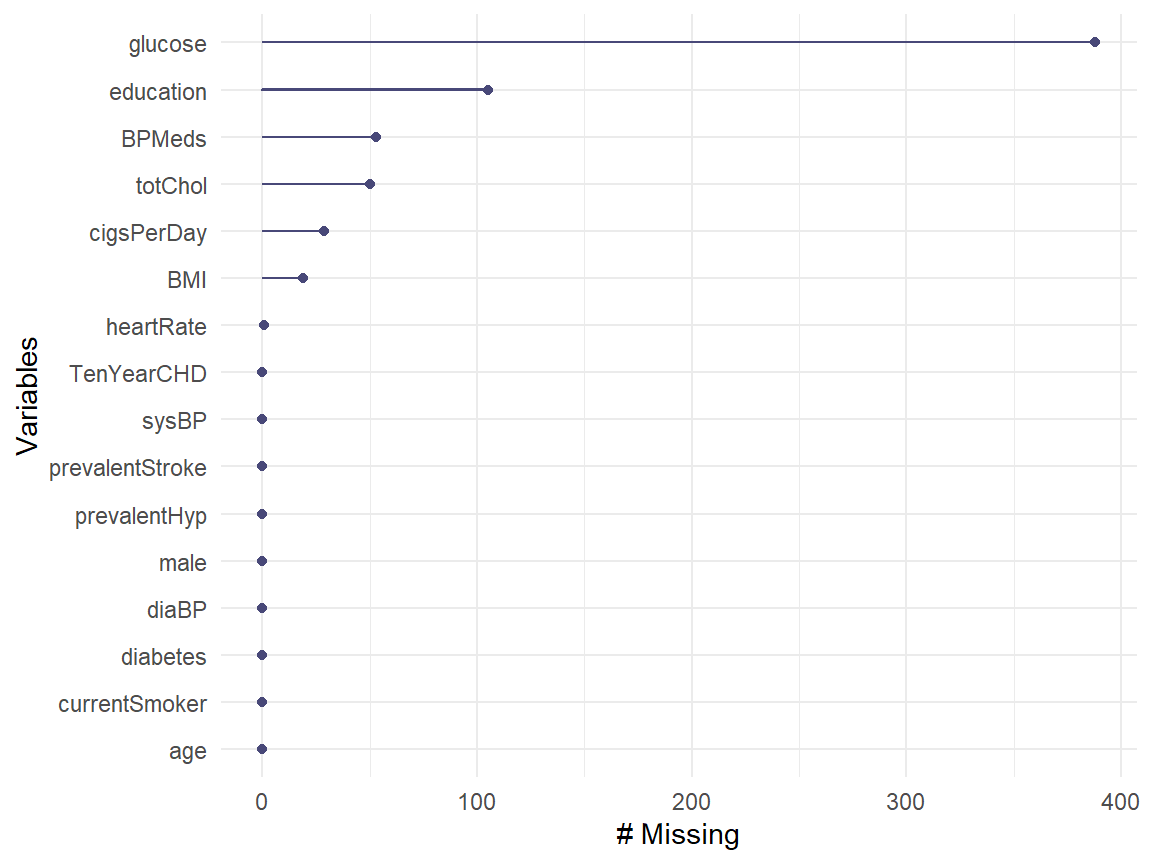 glucose
education
BPMeds
totChol
cigsPerDay
BMI
heartRate
TenYearCHD
sysBP
prevalentStroke
prevalentHyp
male
diaBP
diabetes
currentSmoker
age
Variables
0 100 200 300 400
# Missing